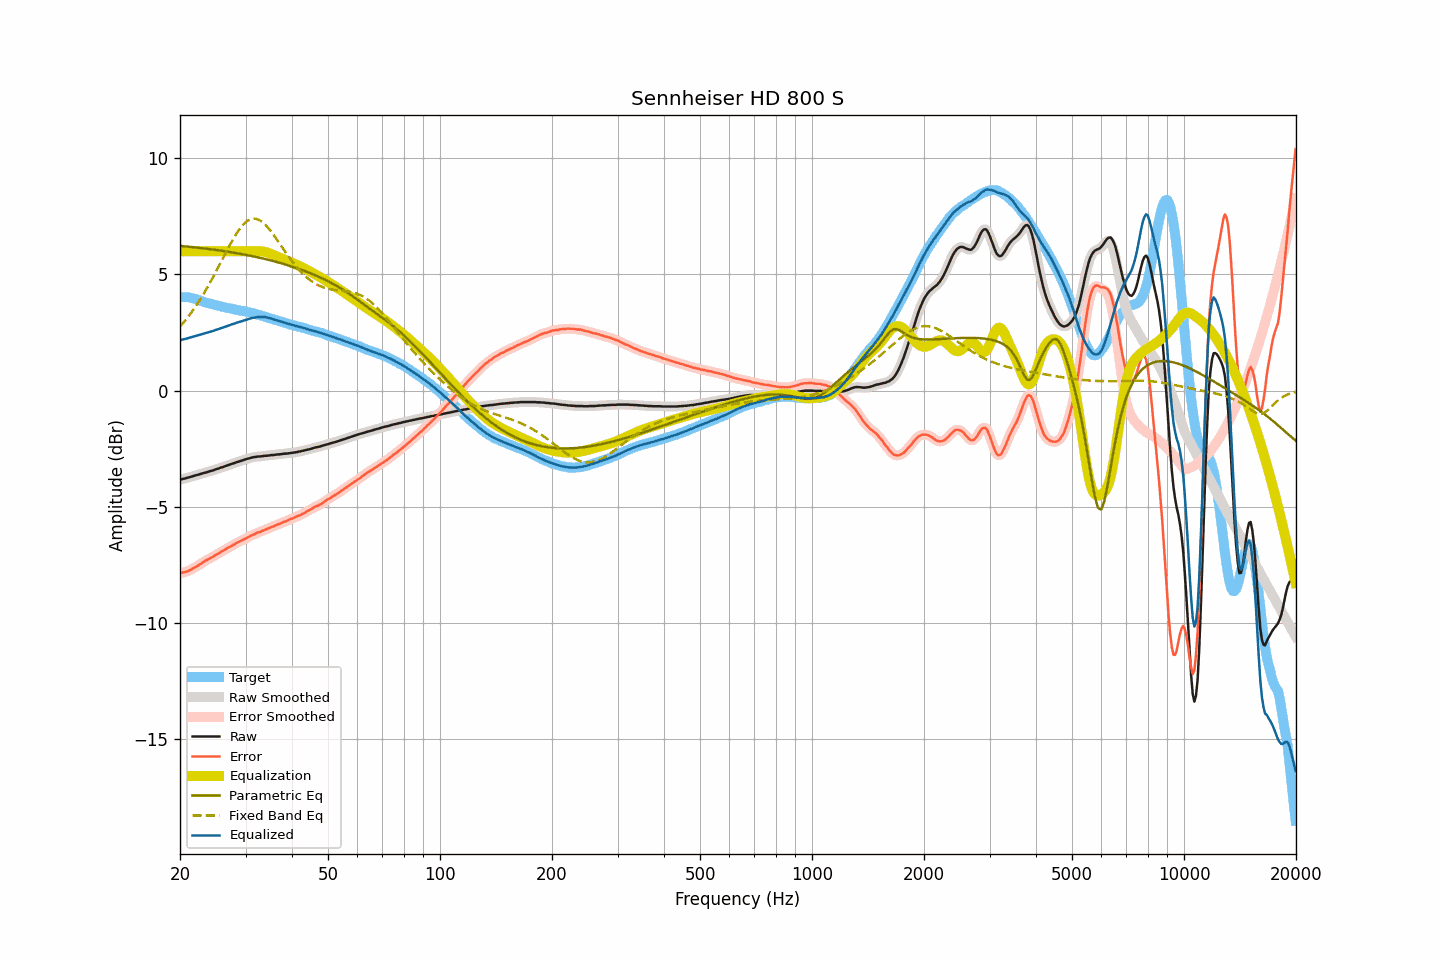 Sennheiser HD 800 S
10
5
0
−5
−10
−15
Amplitude (dBr)
Target
Raw Smoothed
Error Smoothed
Raw
Error
Equalization
Parametric Eq
Fixed Band Eq
Equalized
20 50 100 200 500 1000 2000 5000 10000 20000
Frequency (Hz)